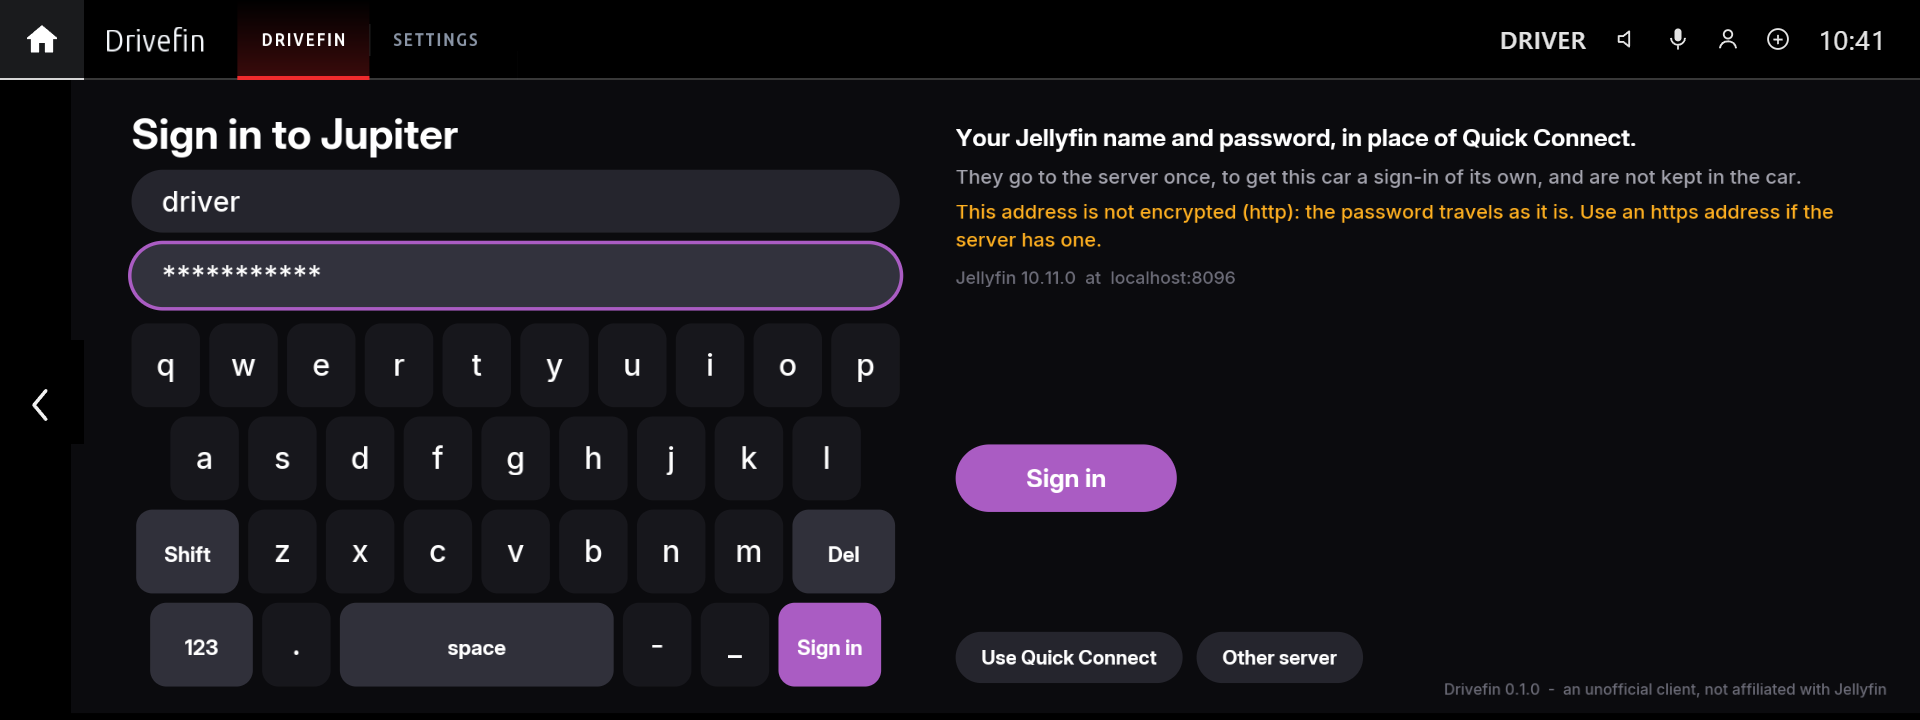 Drivefin
DRIVEFIN
SETTINGS
DRIVER
10:41
Sign in to Jupiter
driver
***********
q w e r t y u i o p
a s d f g h j k l
Shift z x c v b n m Del
123 . space - _ Sign in
Your Jellyfin name and password, in place of Quick Connect.
They go to the server once, to get this car a sign-in of its own, and are not kept in the car.
This address is not encrypted (http): the password travels as it is. Use an https address if the
server has one.
Jellyfin 10.11.0 at localhost:8096
Sign in
Use Quick Connect
Other server
Drivefin 0.1.0 - an unofficial client, not affiliated with Jellyfin